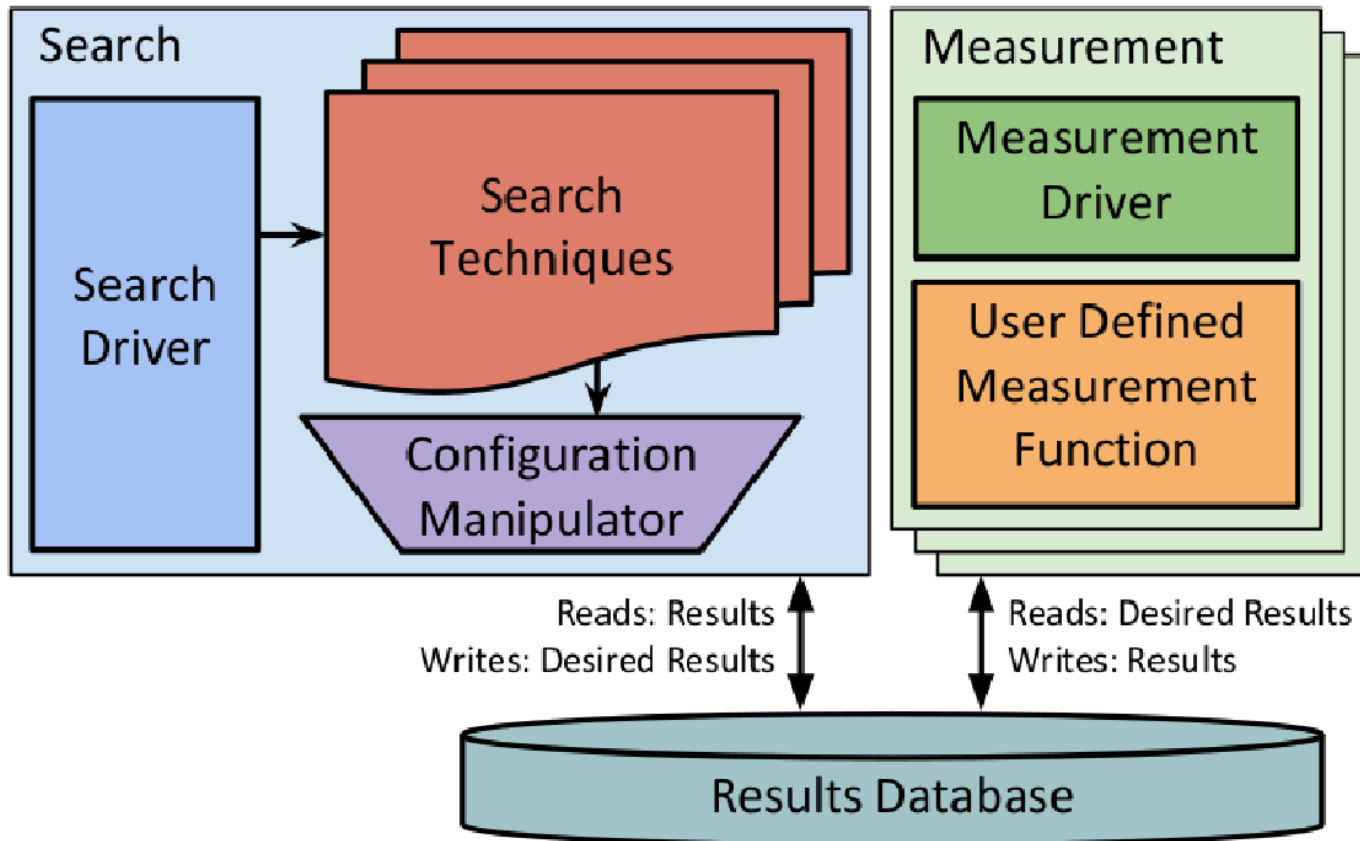 Search
Search
Driver
Search
Techniques
Configuration
Manipulator
Measurement
Measurement
Driver
User Defined
Measurement
Function
Reads: Results
Writes: Desired Results
Reads: Desired Results
Writes: Results
Results Database